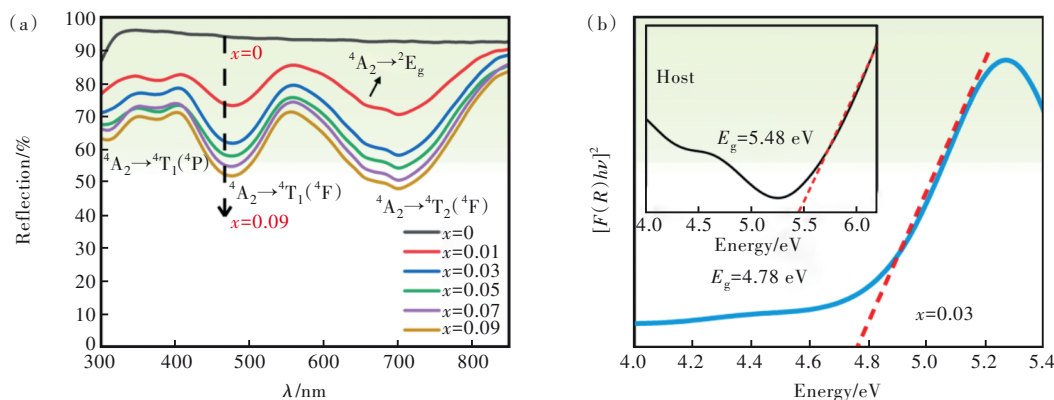 (a)
100
90
80
70
60
50
40
30
20
10
0
Reflection/%
x=0
⁴A₂→²E_g
⁴A₂→⁴T₁(⁴P)
⁴A₂→⁴T₁(⁴F)
⁴A₂→⁴T₂(⁴F)
x=0.09
x=0
x=0.01
x=0.03
x=0.05
x=0.07
x=0.09
300 400 500 600 700 800
λ/nm
(b)
[F(R)hν]²
Host
E_g=5.48 eV
4.0 4.5 5.0 5.5 6.0
Energy/eV
E_g=4.78 eV
x=0.03
4.0 4.2 4.4 4.6 4.8 5.0 5.2 5.4
Energy/eV